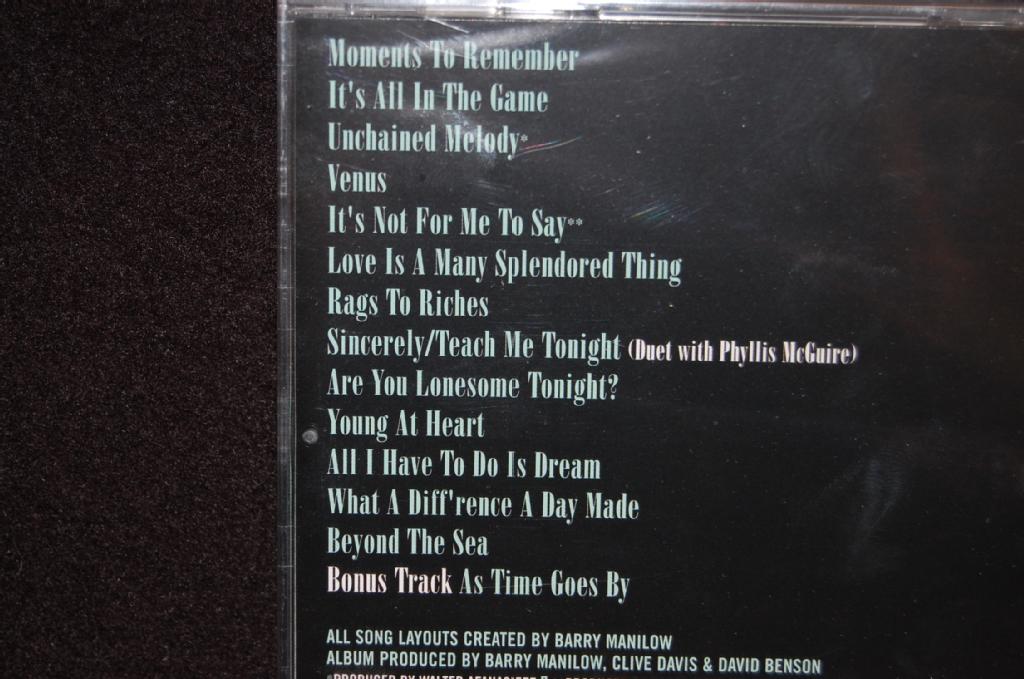 Moments To Remember
It's All In The Game
Unchained Melody*
Venus
It's Not For Me To Say**
Love Is A Many Splendored Thing
Rags To Riches
Sincerely/Teach Me Tonight (Duet with Phyllis McGuire)
Are You Lonesome Tonight?
Young At Heart
All I Have To Do Is Dream
What A Diff'rence A Day Made
Beyond The Sea
Bonus Track As Time Goes By
ALL SONG LAYOUTS CREATED BY BARRY MANILOW
ALBUM PRODUCED BY BARRY MANILOW, CLIVE DAVIS & DAVID BENSON
*PRODUCED BY WALTER